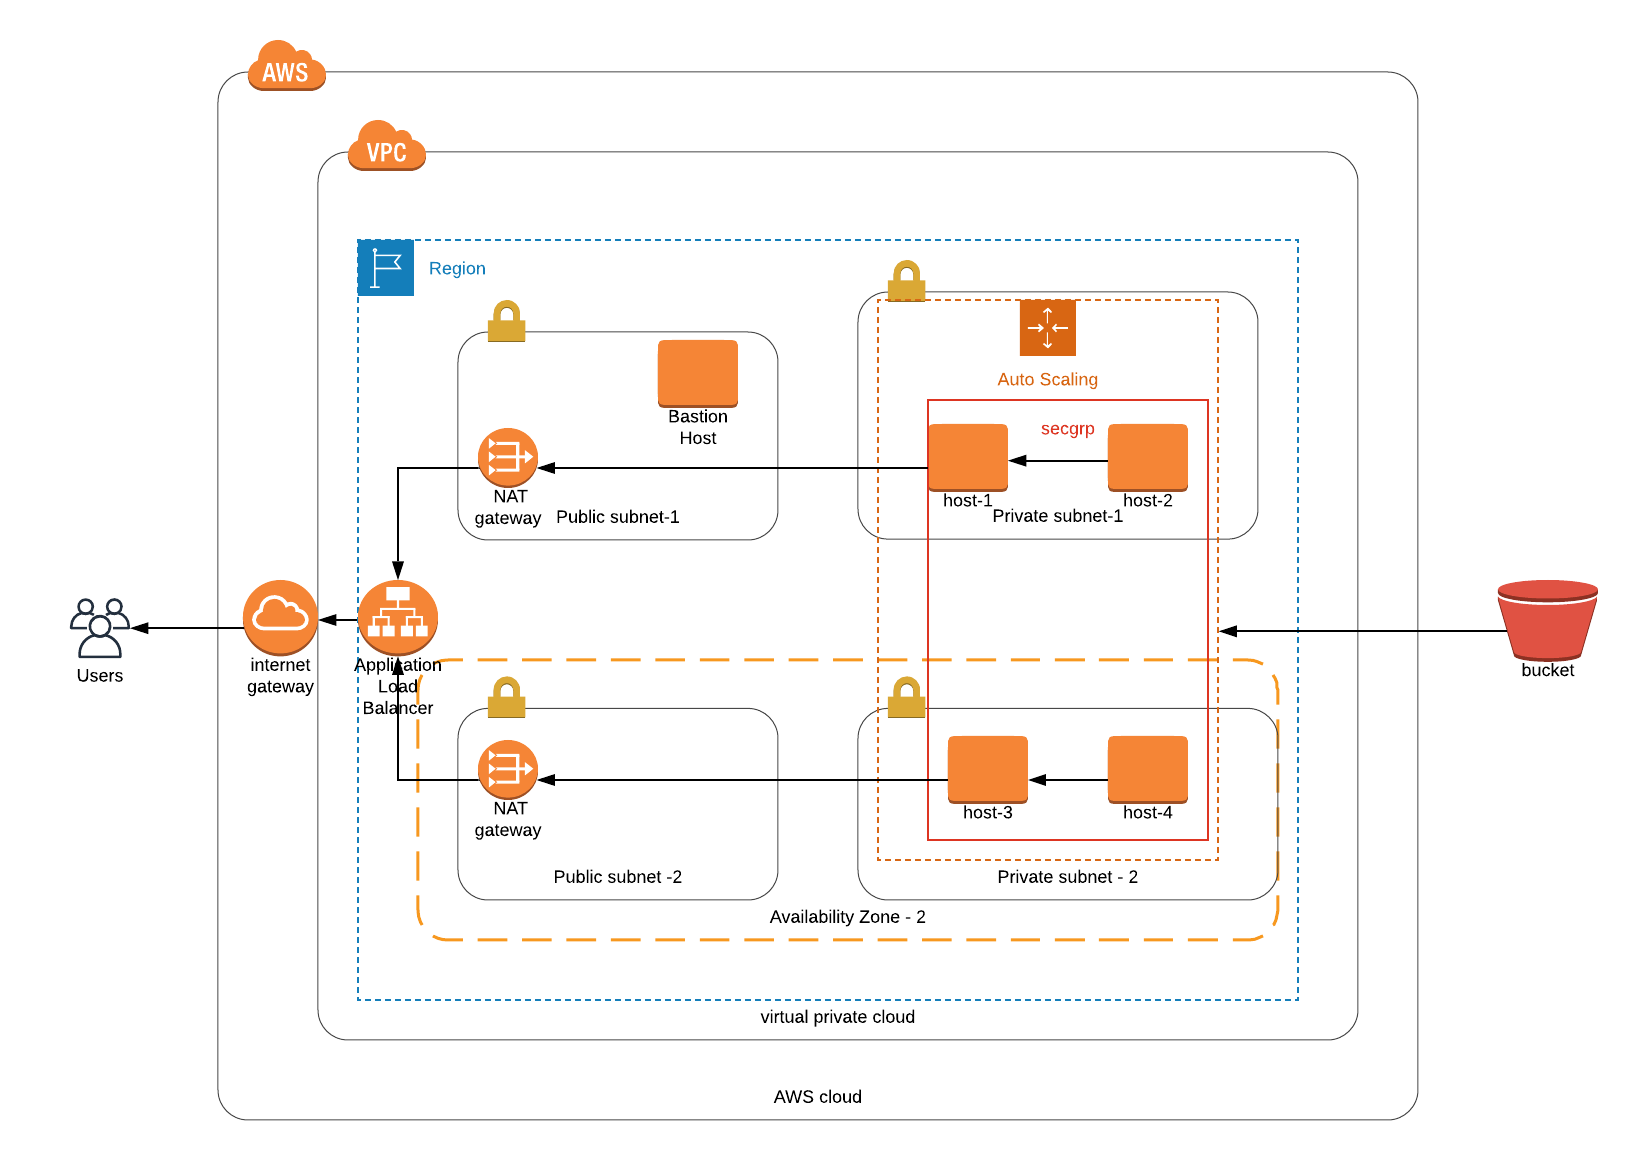 AWS
VPC
Region
Auto Scaling
Bastion
Host
secgrp
NAT
gateway
Public subnet-1
host-1
host-2
Private subnet-1
Users
internet
gateway
Application
Load
Balancer
bucket
NAT
gateway
host-3
host-4
Public subnet -2
Private subnet - 2
Availability Zone - 2
virtual private cloud
AWS cloud